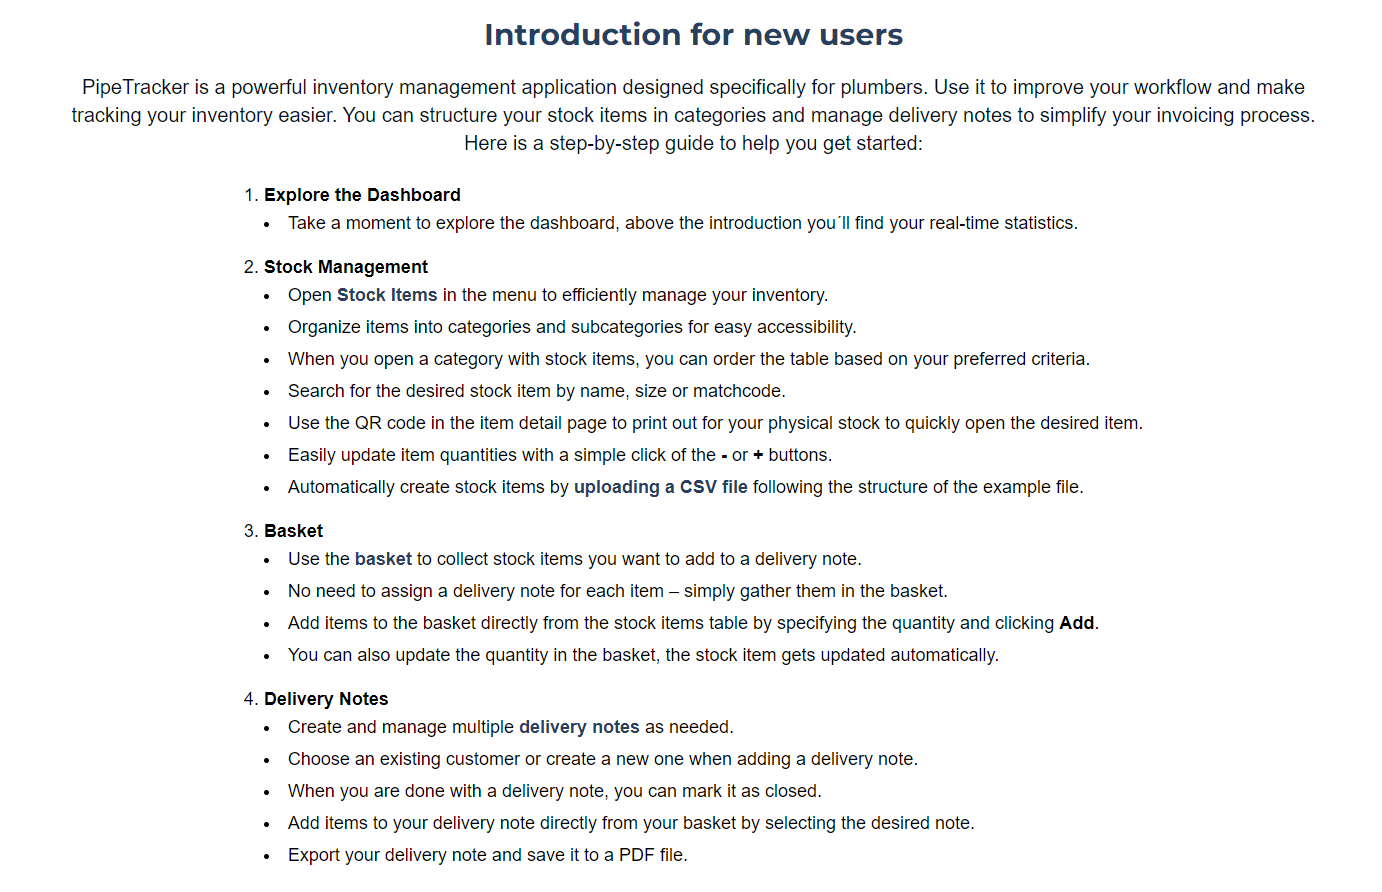 Introduction for new users
PipeTracker is a powerful inventory management application designed specifically for plumbers. Use it to improve your workflow and make
tracking your inventory easier. You can structure your stock items in categories and manage delivery notes to simplify your invoicing process.
Here is a step-by-step guide to help you get started:
1. Explore the Dashboard
• Take a moment to explore the dashboard, above the introduction you´ll find your real-time statistics.
2. Stock Management
• Open Stock Items in the menu to efficiently manage your inventory.
• Organize items into categories and subcategories for easy accessibility.
• When you open a category with stock items, you can order the table based on your preferred criteria.
• Search for the desired stock item by name, size or matchcode.
• Use the QR code in the item detail page to print out for your physical stock to quickly open the desired item.
• Easily update item quantities with a simple click of the - or + buttons.
• Automatically create stock items by uploading a CSV file following the structure of the example file.
3. Basket
• Use the basket to collect stock items you want to add to a delivery note.
• No need to assign a delivery note for each item – simply gather them in the basket.
• Add items to the basket directly from the stock items table by specifying the quantity and clicking Add.
• You can also update the quantity in the basket, the stock item gets updated automatically.
4. Delivery Notes
• Create and manage multiple delivery notes as needed.
• Choose an existing customer or create a new one when adding a delivery note.
• When you are done with a delivery note, you can mark it as closed.
• Add items to your delivery note directly from your basket by selecting the desired note.
• Export your delivery note and save it to a PDF file.